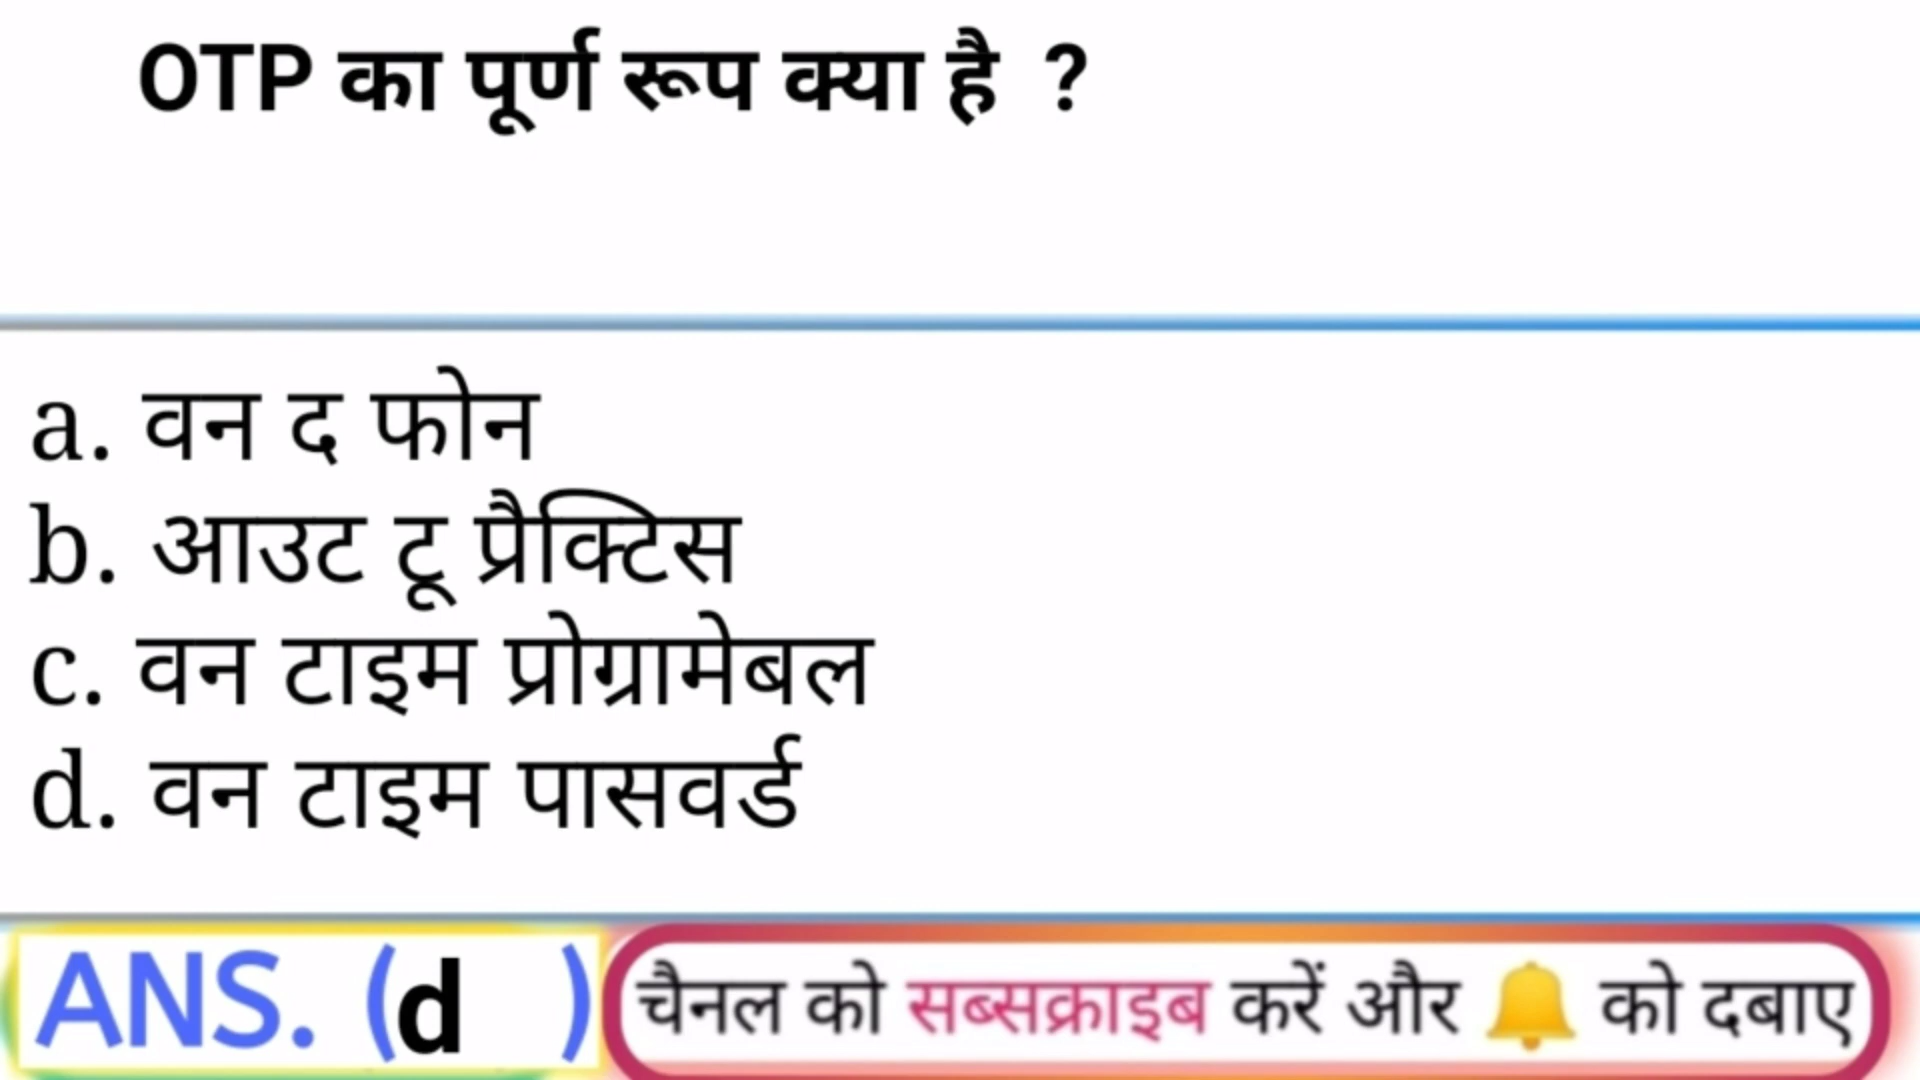 OTP का पूर्ण रूप क्या है ?
a. वन द फोन
b. आउट टू प्रैक्टिस
c. वन टाइम प्रोग्रामेबल
d. वन टाइम पासवर्ड
ANS. (d ) चैनल को सब्सक्राइब करें और 🔔 को दबाए